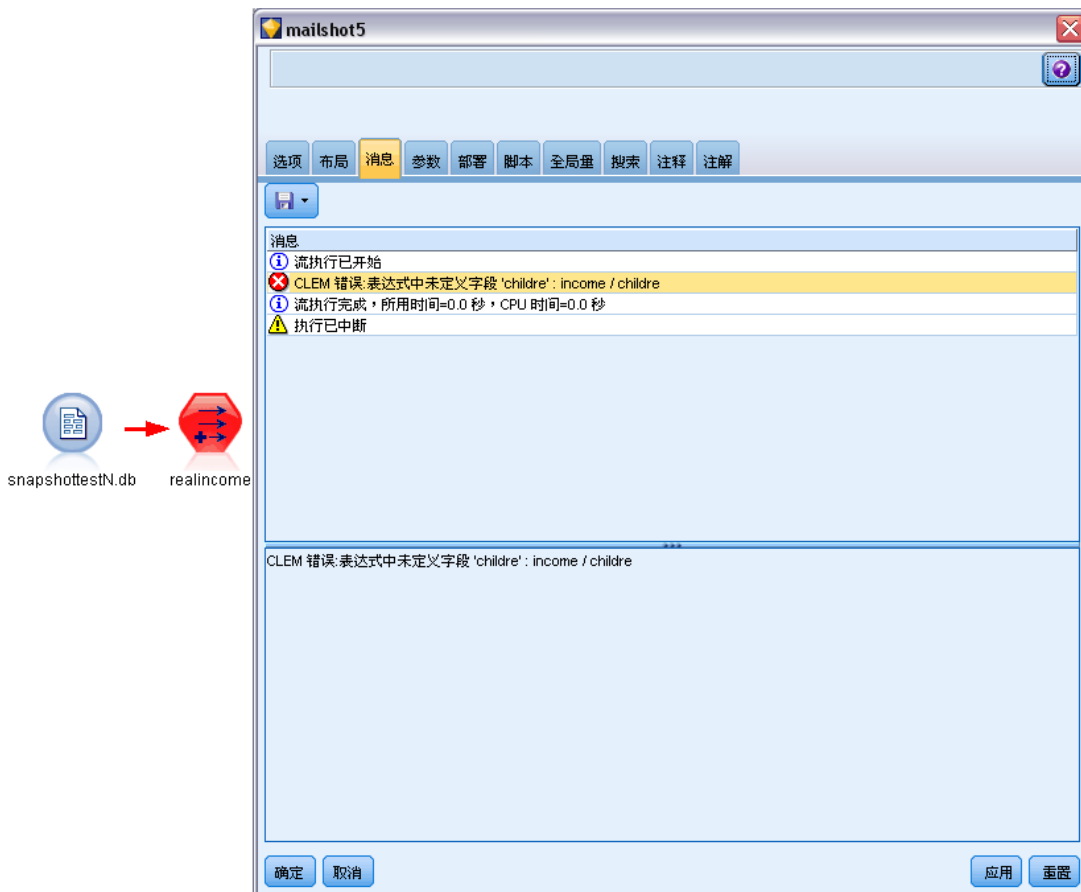 mailshot5
选项 布局 消息 参数 部署 脚本 全局量 搜索 注释 注解
消息
流执行已开始
CLEM 错误:表达式中未定义字段 'childre' : income / childre
流执行完成，所用时间=0.0 秒，CPU 时间=0.0 秒
执行已中断
snapshottestN.db
realincome
CLEM 错误:表达式中未定义字段 'childre' : income / childre
确定 取消 应用 重置